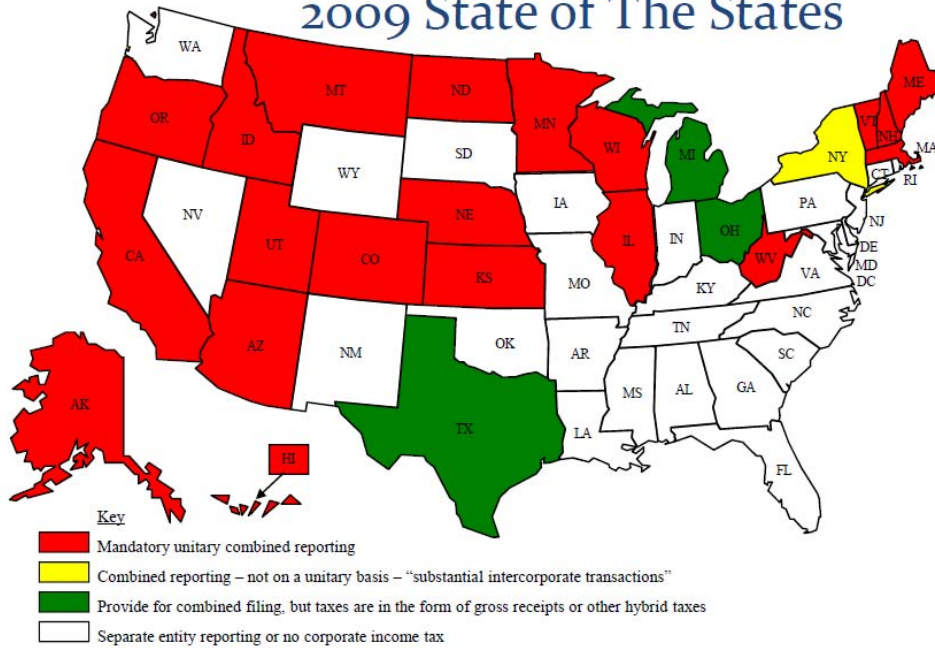 2009 State of The States
WA
MT
ND
MN
ME
OR
ID
WI
MI
VT
NH
MA
SD
NY
CT
RI
WY
IA
PA
NV
NE
NJ
UT
IL
IN
OH
DE
CA
CO
WV
MD
KS
MO
VA
DC
KY
NC
AZ
NM
OK
TN
AR
SC
AK
MS
AL
GA
TX
LA
HI
FL
Key
Mandatory unitary combined reporting
Combined reporting – not on a unitary basis – “substantial intercorporate transactions”
Provide for combined filing, but taxes are in the form of gross receipts or other hybrid taxes
Separate entity reporting or no corporate income tax